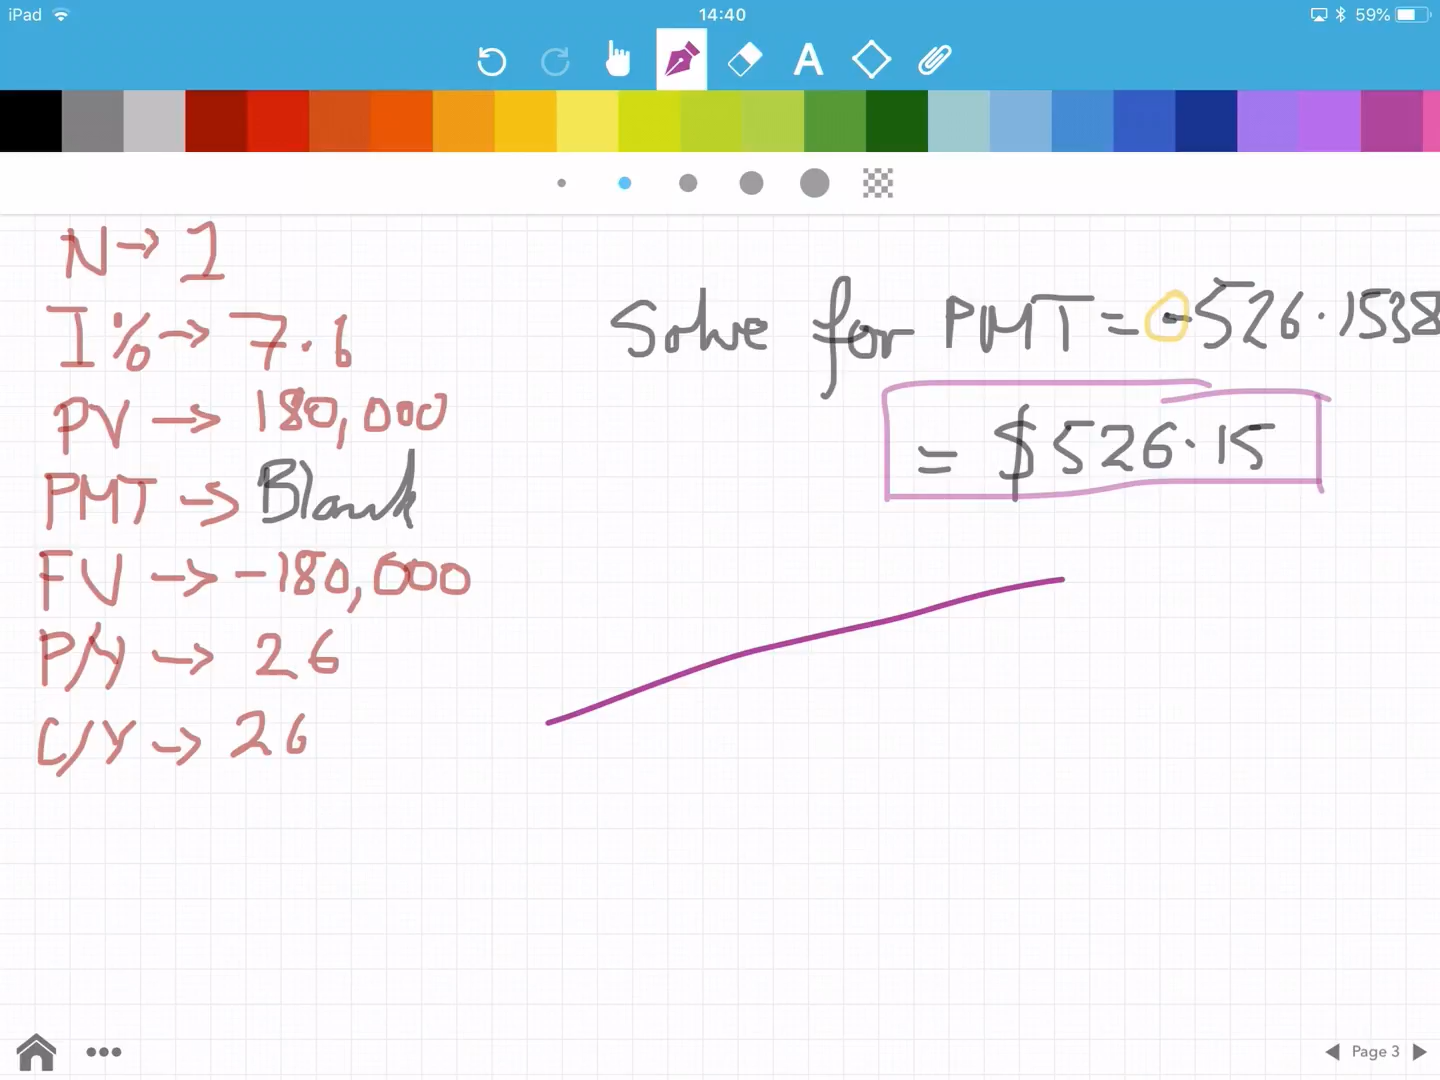 iPad
14:40
59%
A
N→1
I%→7.6
PV→180,000
PMT→Blank
FV→-180,000
P/Y→26
C/Y→26
Solve for PMT=-526.1538
=$526.15
Page 3